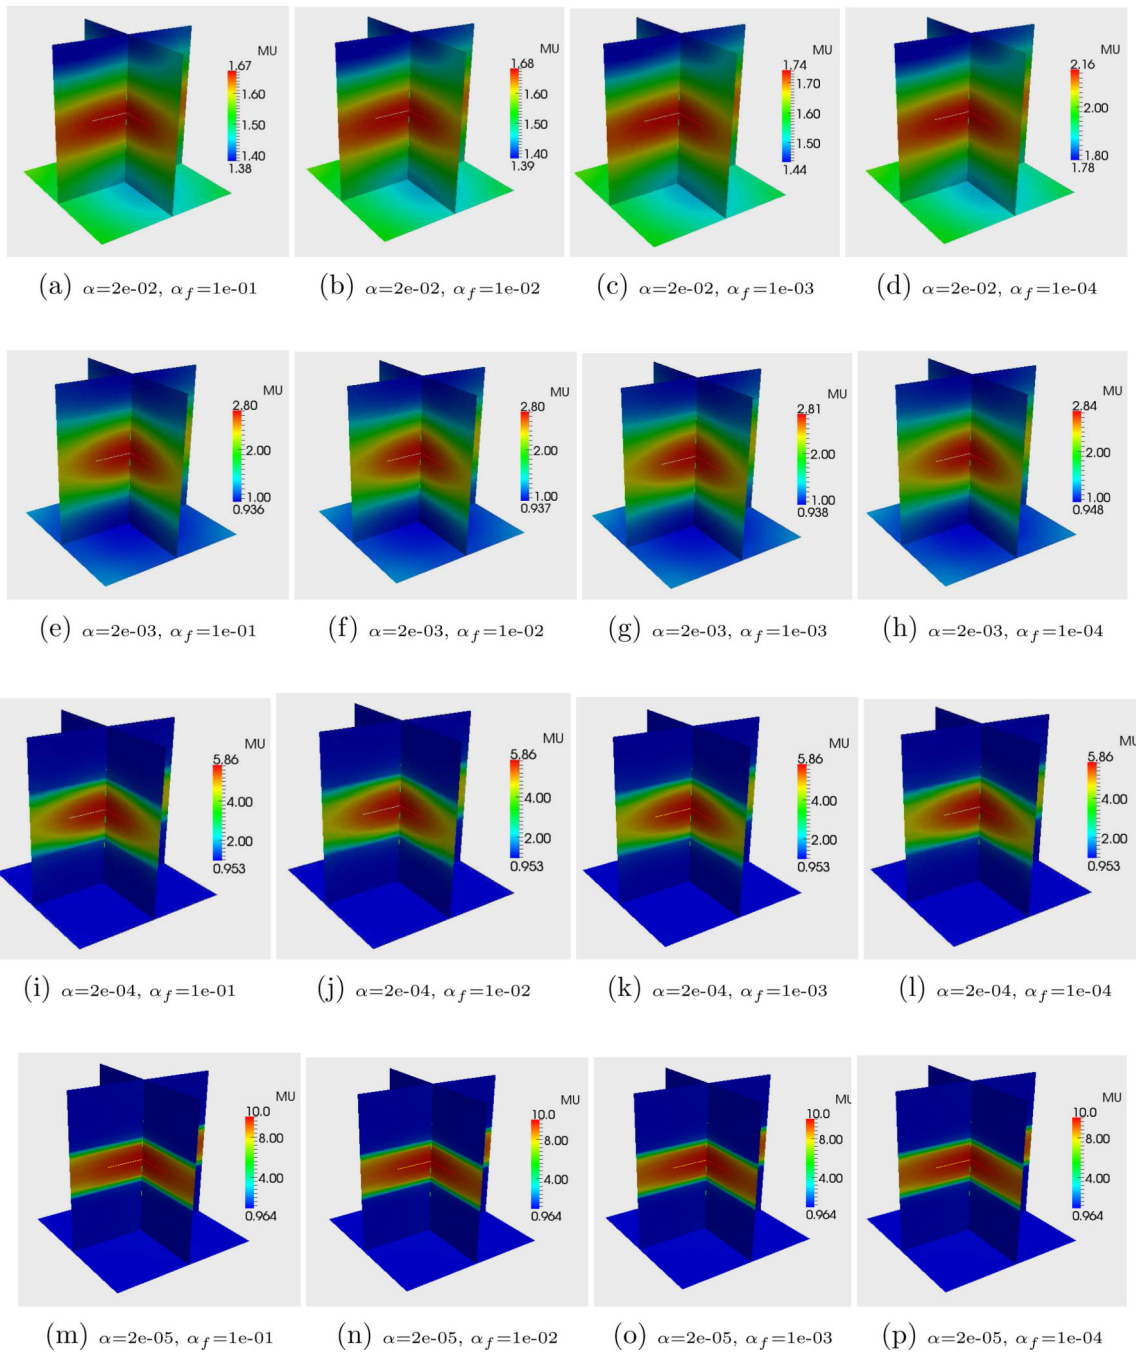 MU MU MU MU
1.67 1.68 1.74 2.16
1.60 1.60 1.70 2.00
1.50 1.50 1.60 1.80
1.40 1.40 1.50 1.78
1.38 1.39 1.44
(a) α=2e-02, α_f=1e-01 (b) α=2e-02, α_f=1e-02 (c) α=2e-02, α_f=1e-03 (d) α=2e-02, α_f=1e-04
MU MU MU MU
2.80 2.80 2.81 2.84
2.00 2.00 2.00 2.00
1.00 1.00 1.00 1.00
0.936 0.937 0.938 0.948
(e) α=2e-03, α_f=1e-01 (f) α=2e-03, α_f=1e-02 (g) α=2e-03, α_f=1e-03 (h) α=2e-03, α_f=1e-04
MU MU MU MU
5.86 5.86 5.86 5.86
4.00 4.00 4.00 4.00
2.00 2.00 2.00 2.00
0.953 0.953 0.953 0.953
(i) α=2e-04, α_f=1e-01 (j) α=2e-04, α_f=1e-02 (k) α=2e-04, α_f=1e-03 (l) α=2e-04, α_f=1e-04
MU MU MU MU
10.0 10.0 10.0 10.0
8.00 8.00 8.00 8.00
4.00 4.00 4.00 4.00
0.964 0.964 0.964 0.964
(m) α=2e-05, α_f=1e-01 (n) α=2e-05, α_f=1e-02 (o) α=2e-05, α_f=1e-03 (p) α=2e-05, α_f=1e-04